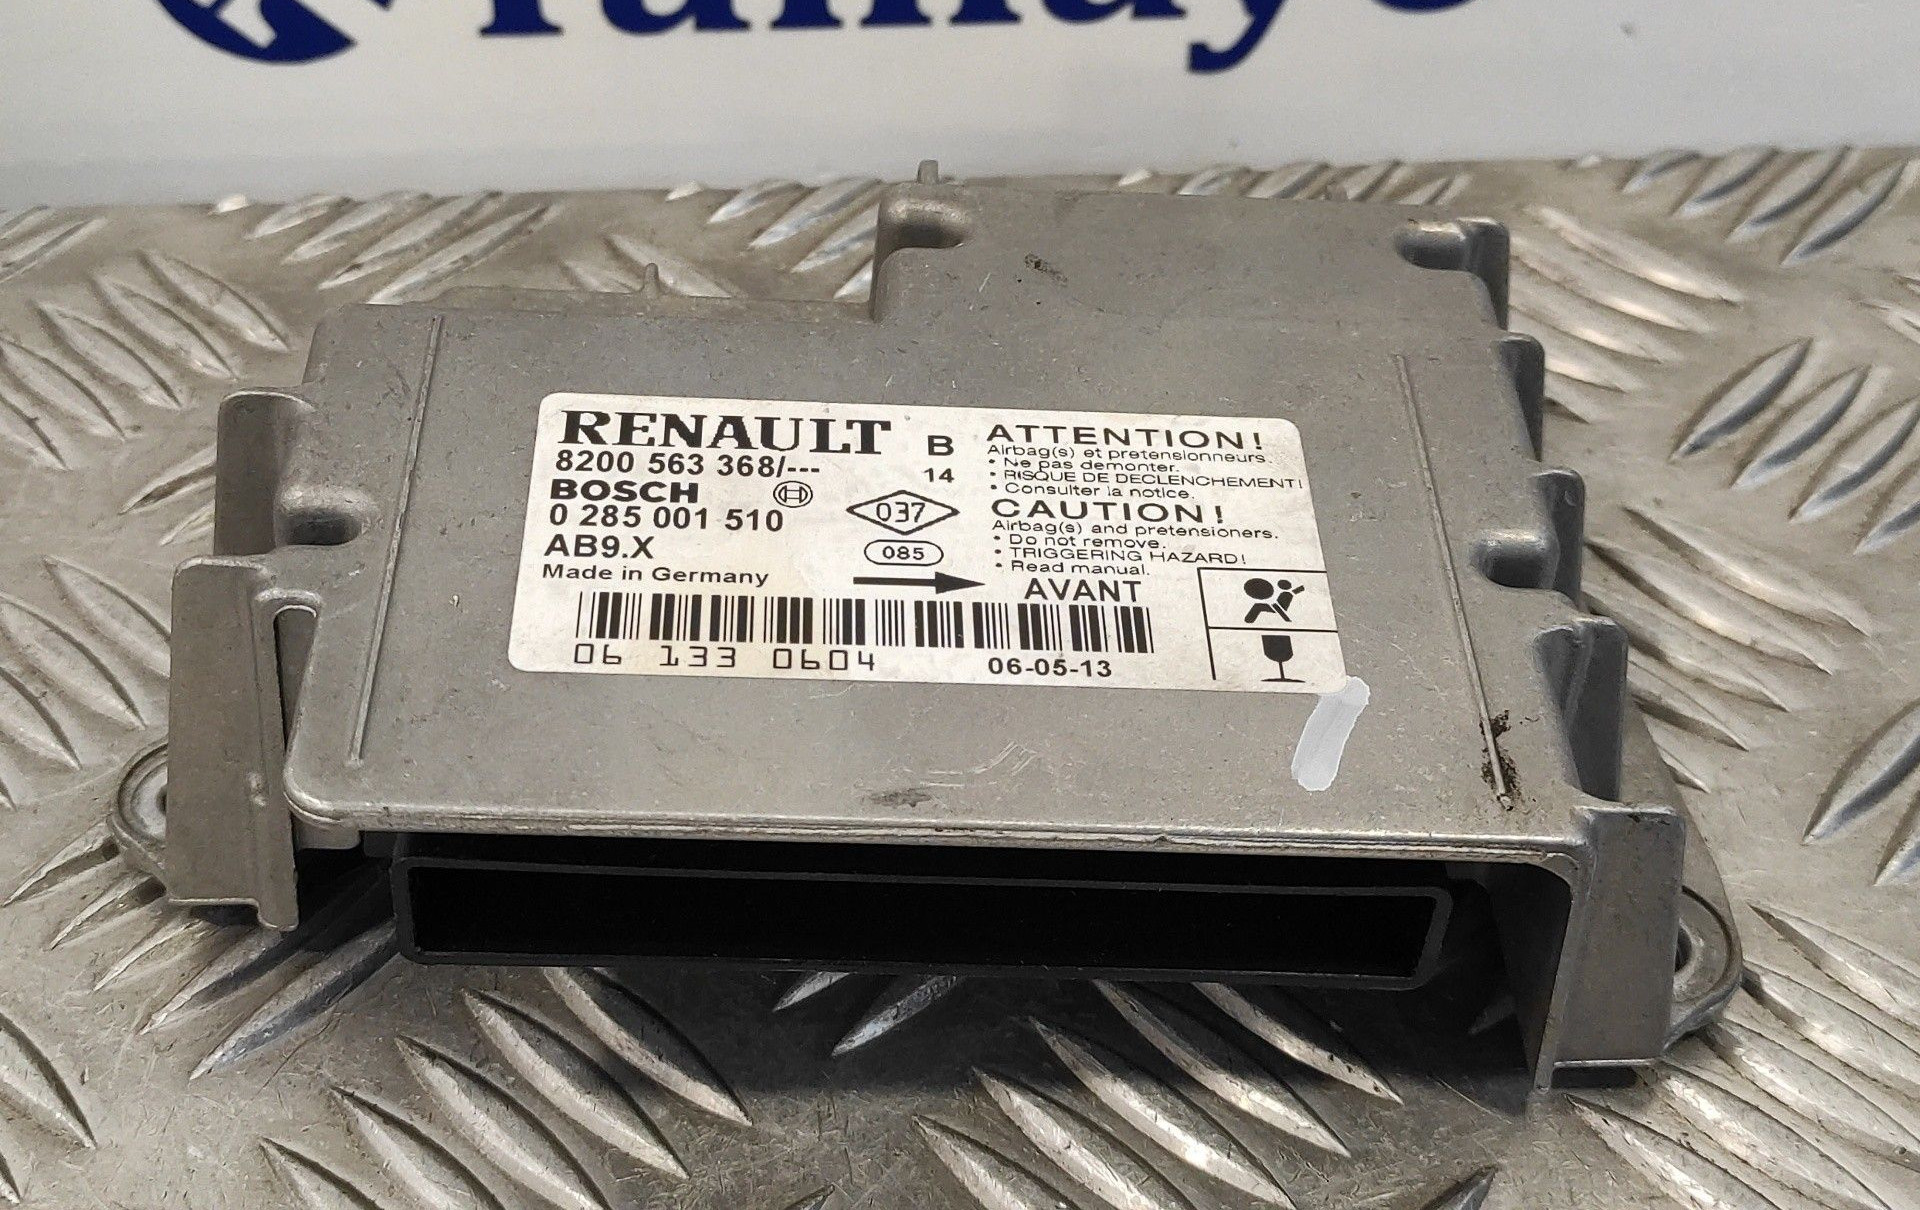 RENAULT
8200 563 368/---
BOSCH
0 285 001 510
AB9.X
Made in Germany
B
14
037
085
ATTENTION!
Airbag(s) et pretensionneurs.
• Ne pas demonter.
• RISQUE DE DECLENCHEMENT!
• Consulter la notice.
CAUTION!
Airbag(s) and pretensioners.
• Do not remove.
• TRIGGERING HAZARD!
• Read manual.
AVANT
06 133 0604
06-05-13